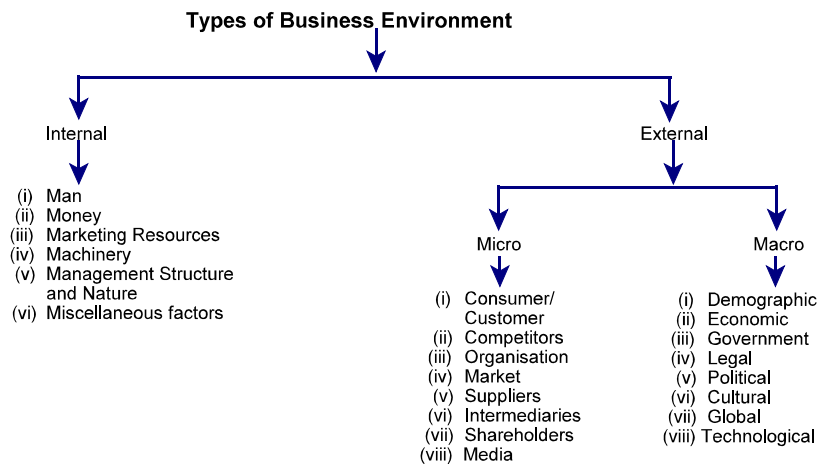 Types of Business Environment
Internal
External
(i) Man
(ii) Money
(iii) Marketing Resources
(iv) Machinery
(v) Management Structure
and Nature
(vi) Miscellaneous factors
Micro
Macro
(i) Consumer/
Customer
(ii) Competitors
(iii) Organisation
(iv) Market
(v) Suppliers
(vi) Intermediaries
(vii) Shareholders
(viii) Media
(i) Demographic
(ii) Economic
(iii) Government
(iv) Legal
(v) Political
(vi) Cultural
(vii) Global
(viii) Technological